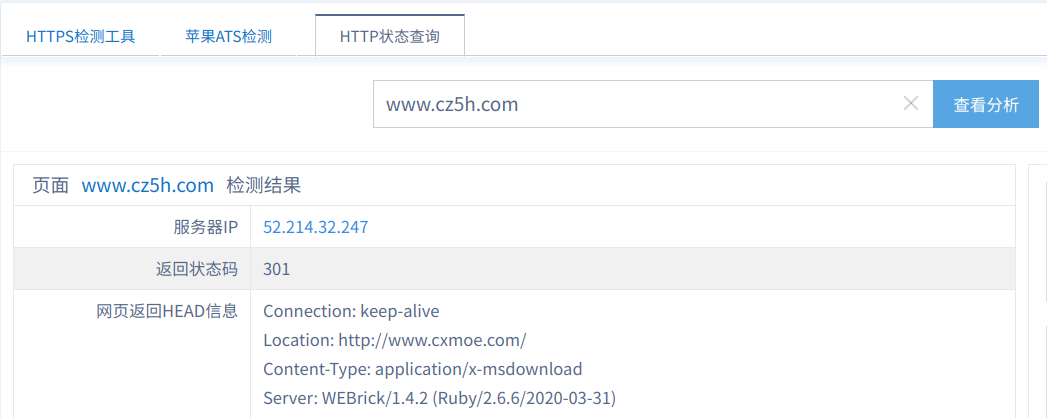 HTTPS检测工具 苹果ATS检测 HTTP状态查询
www.cz5h.com 查看分析
页面 www.cz5h.com 检测结果
服务器IP 52.214.32.247
返回状态码 301
网页返回HEAD信息 Connection: keep-alive
Location: http://www.cxmoe.com/
Content-Type: application/x-msdownload
Server: WEBrick/1.4.2 (Ruby/2.6.6/2020-03-31)